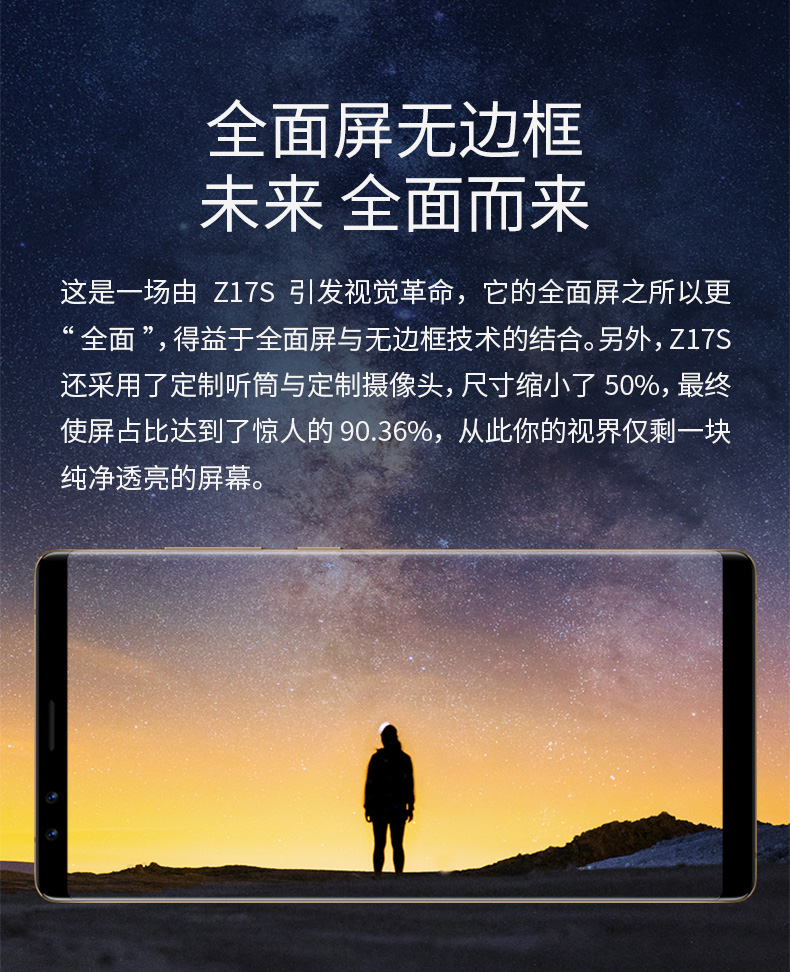 全面屏无边框
未来 全面而来
这是一场由 Z17S 引发视觉革命，它的全面屏之所以更
“全面”，得益于全面屏与无边框技术的结合。另外，Z17S
还采用了定制听筒与定制摄像头，尺寸缩小了 50%，最终
使屏占比达到了惊人的 90.36%，从此你的视界仅剩一块
纯净透亮的屏幕。